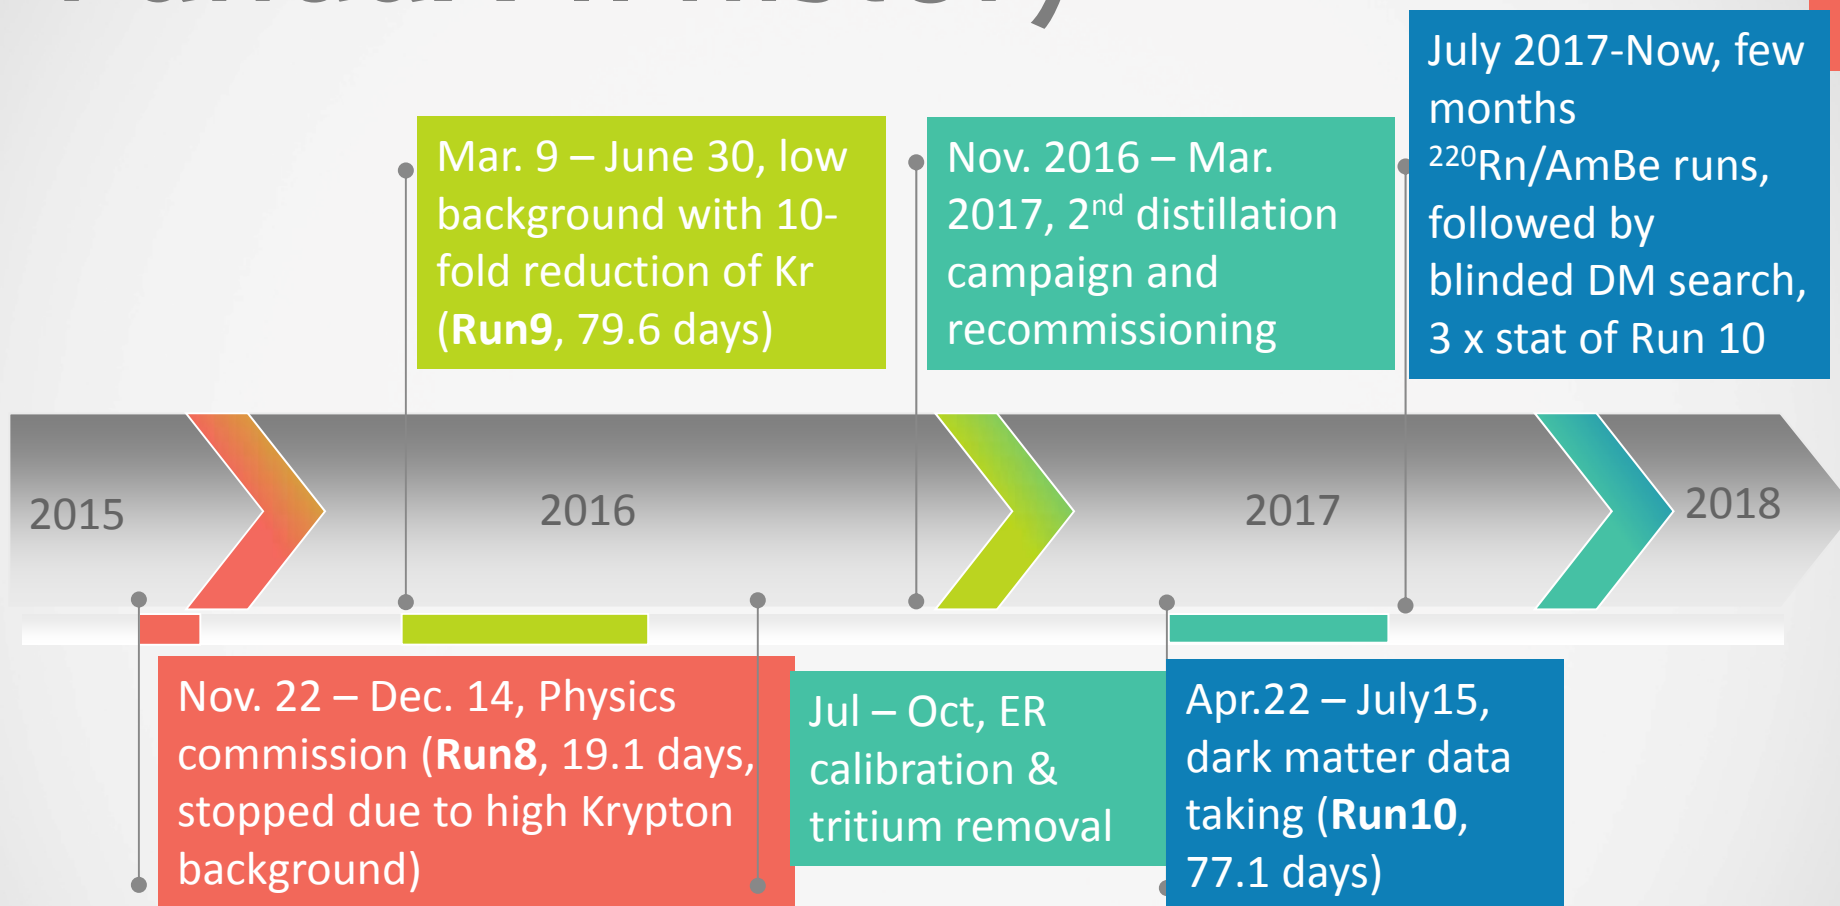 Mar. 9 – June 30, low
background with 10-
fold reduction of Kr
(Run9, 79.6 days)
Nov. 2016 – Mar.
2017, 2nd distillation
campaign and
recommissioning
July 2017-Now, few
months
220Rn/AmBe runs,
followed by
blinded DM search,
3 x stat of Run 10
2015
2016
2017
2018
Nov. 22 – Dec. 14, Physics
commission (Run8, 19.1 days,
stopped due to high Krypton
background)
Jul – Oct, ER
calibration &
tritium removal
Apr.22 – July15,
dark matter data
taking (Run10,
77.1 days)